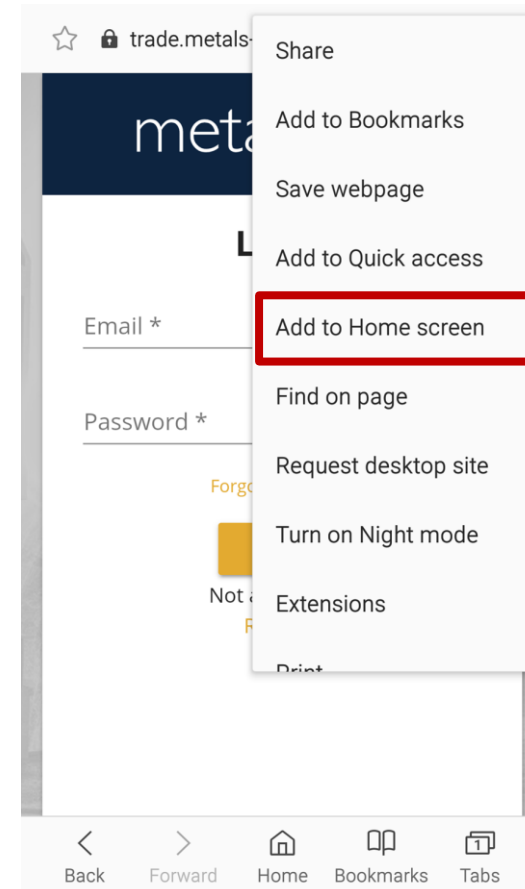 trade.metals-
Share
Add to Bookmarks
Save webpage
Add to Quick access
Add to Home screen
Find on page
Request desktop site
Turn on Night mode
Extensions
Print
meta
L
Email *
Password *
Forgo
Not a
R
1
Back Forward Home Bookmarks Tabs